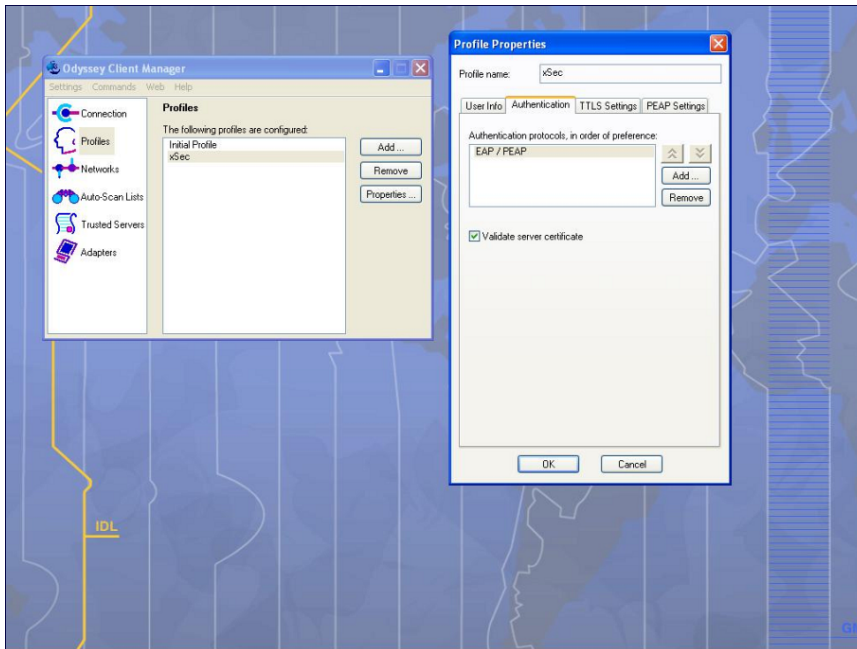 Odyssey Client Manager
Settings Commands Web Help
Connection
Profiles
Networks
Auto-Scan Lists
Trusted Servers
Adapters
Profiles
The following profiles are configured:
Initial Profile
xSec
Add ...
Remove
Properties ...
Profile Properties
Profile name: xSec
User Info Authentication TTLS Settings PEAP Settings
Authentication protocols, in order of preference:
EAP / PEAP
Add ...
Remove
Validate server certificate
OK Cancel
IDL